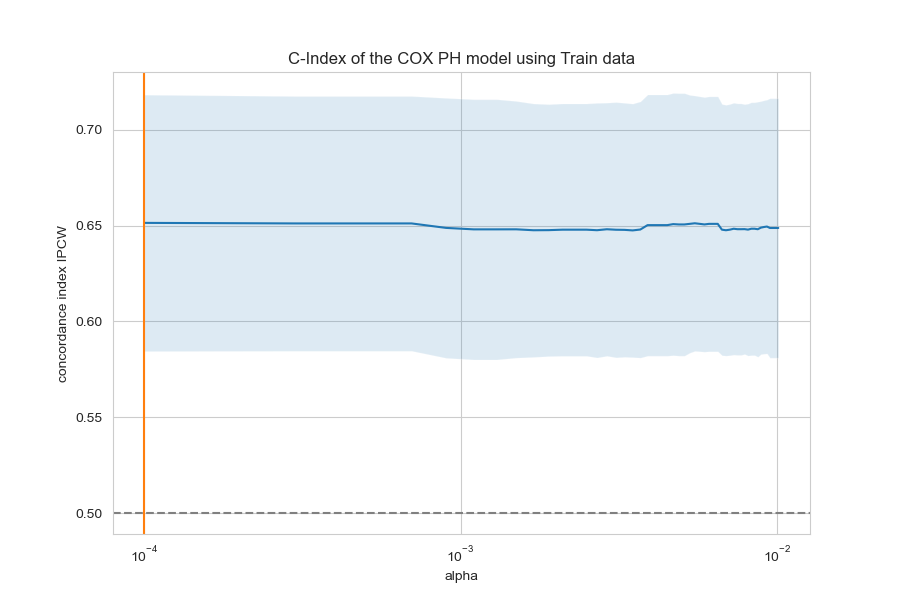 C-Index of the COX PH model using Train data
concordance index IPCW
0.70
0.65
0.60
0.55
0.50
10⁻⁴
10⁻³
10⁻²
alpha